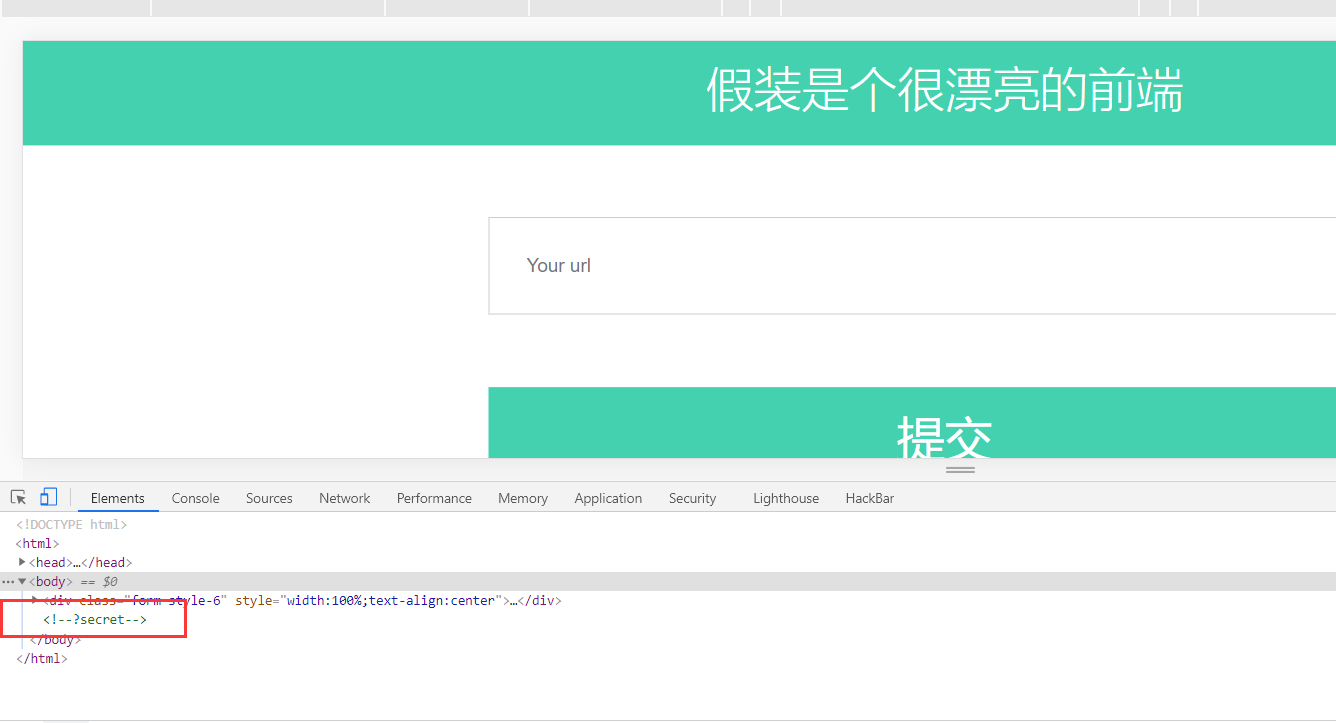 假装是个很漂亮的前端
Your url
提交
Elements Console Sources Network Performance Memory Application Security Lighthouse HackBar
<!DOCTYPE html>
<html>
<head>…</head>
<body> == $0
<div class="form-style-6" style="width:100%;text-align:center">…</div>
<!--?secret-->
</body>
</html>